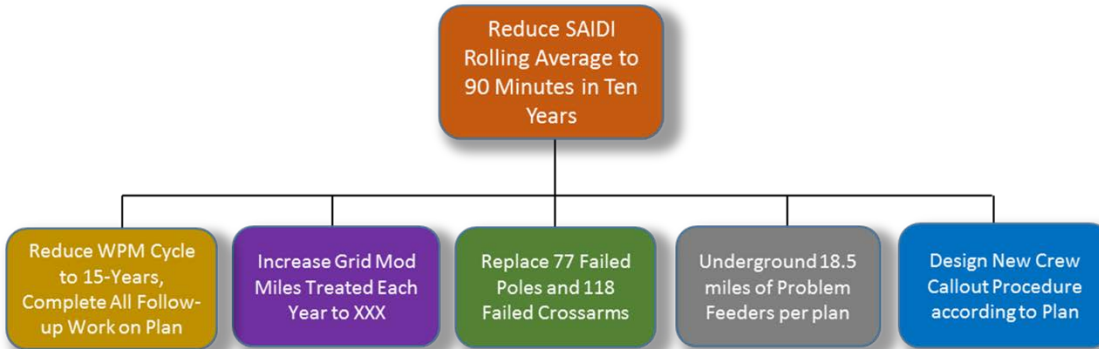 Reduce SAIDI
Rolling Average to
90 Minutes in Ten
Years
Reduce WPM Cycle
to 15-Years,
Complete All Follow-
up Work on Plan
Increase Grid Mod
Miles Treated Each
Year to XXX
Replace 77 Failed
Poles and 118
Failed Crossarms
Underground 18.5
miles of Problem
Feeders per plan
Design New Crew
Callout Procedure
according to Plan